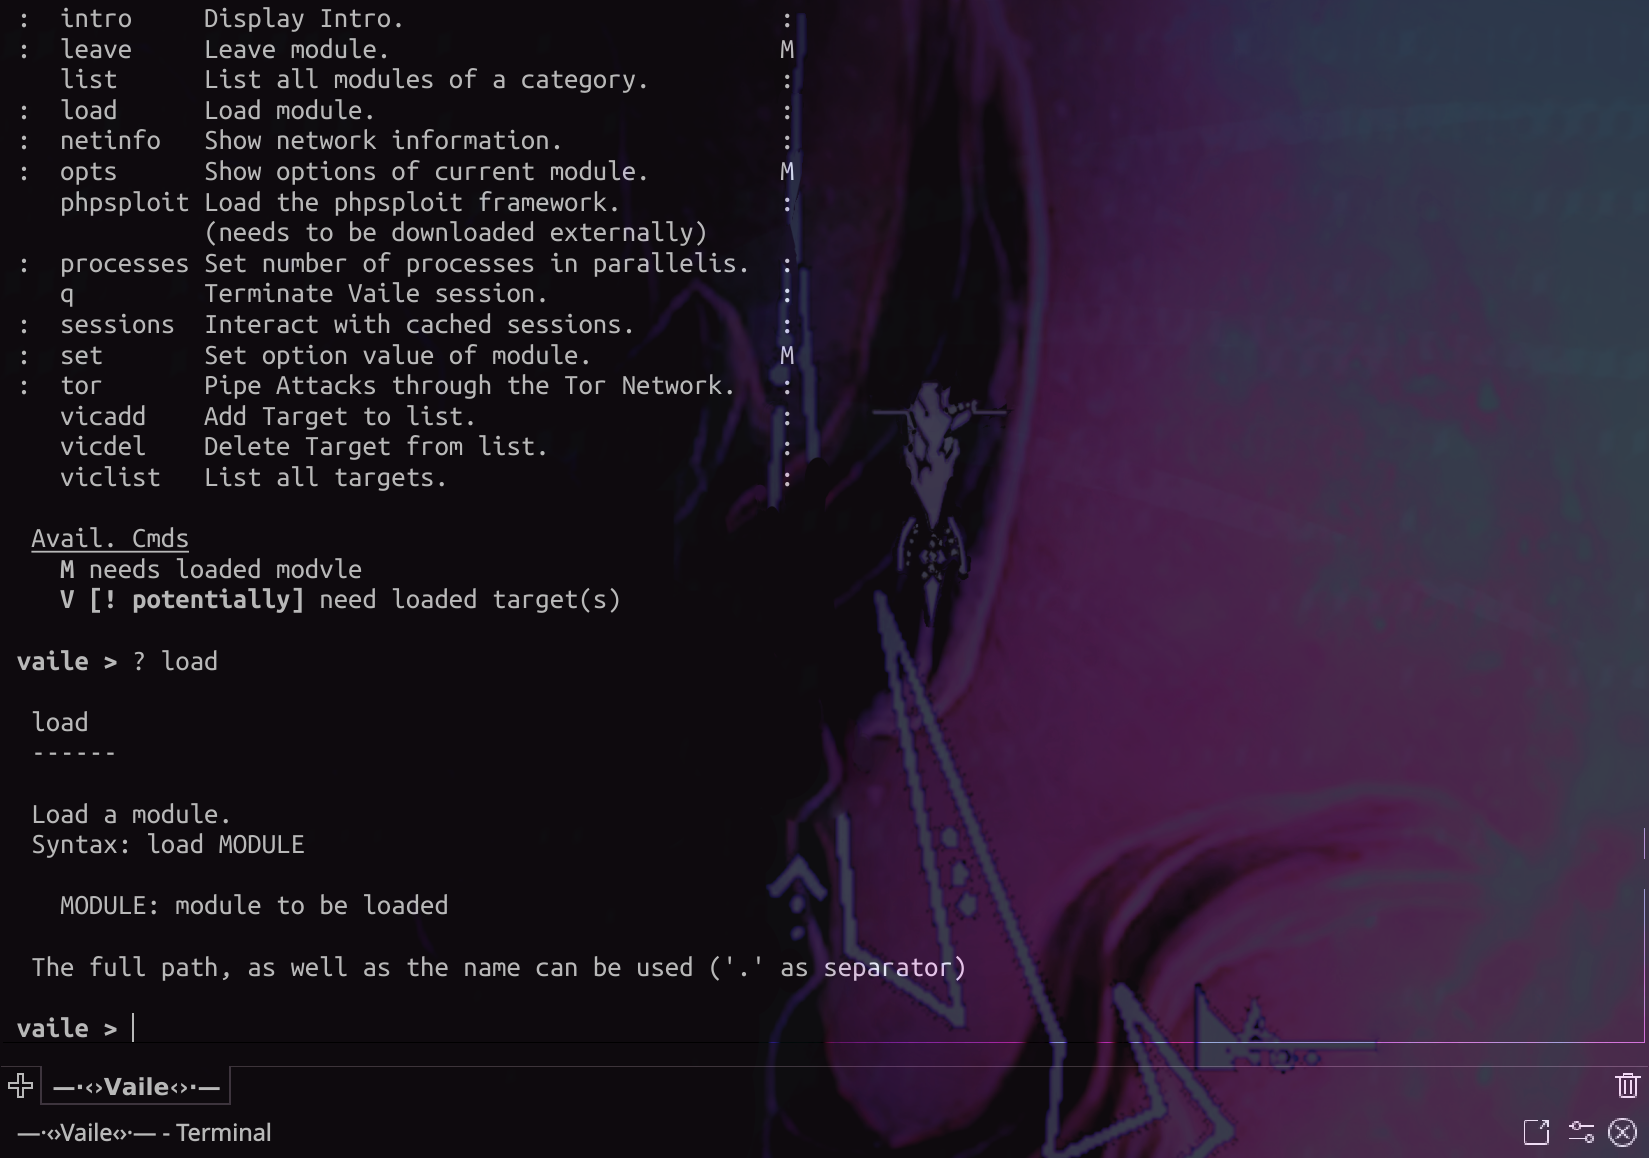 :  intro     Display Intro.                          :
:  leave     Leave module.                           M
   list      List all modules of a category.         :
:  load      Load module.                            :
:  netinfo   Show network information.               :
:  opts      Show options of current module.         M
   phpsploit Load the phpsploit framework.           :
             (needs to be downloaded externally)
:  processes Set number of processes in parallelis.  :
   q         Terminate Vaile session.                :
:  sessions  Interact with cached sessions.          :
:  set       Set option value of module.             M
:  tor       Pipe Attacks through the Tor Network.   :
   vicadd    Add Target to list.                     :
   vicdel    Delete Target from list.                :
   viclist   List all targets.                       :
Avail. Cmds
M needs loaded modvle
V [! potentially] need loaded target(s)
vaile > ? load
load
------
Load a module.
Syntax: load MODULE
MODULE: module to be loaded
The full path, as well as the name can be used ('.' as separator)
vaile >
—·‹›Vaile‹›·—
—·‹›Vaile‹›·— - Terminal